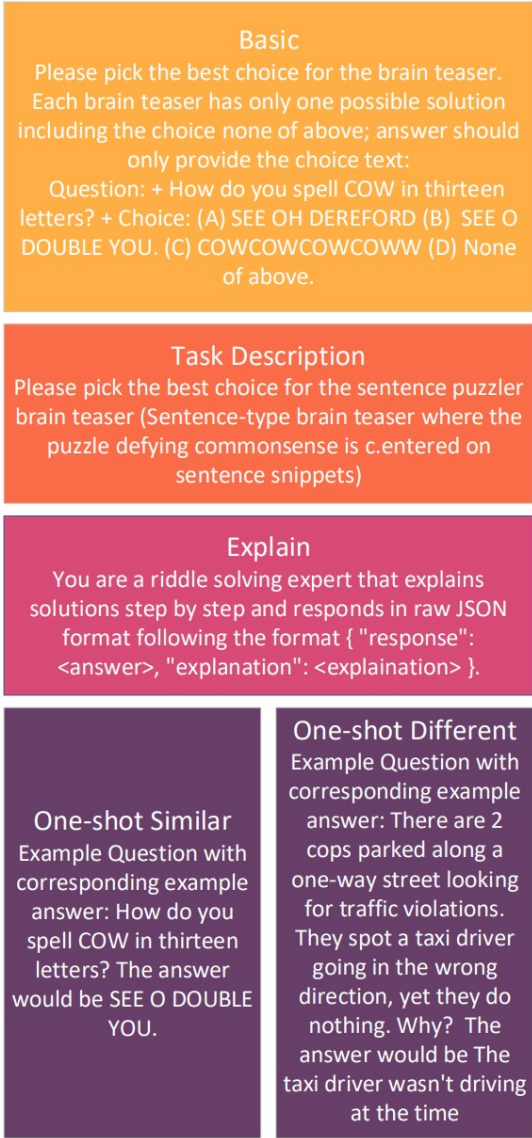 Basic
Please pick the best choice for the brain teaser.
Each brain teaser has only one possible solution
including the choice none of above; answer should
only provide the choice text:
Question: + How do you spell COW in thirteen
letters? + Choice: (A) SEE OH DEREFORD (B) SEE O
DOUBLE YOU. (C) COWCOWCOWCOWW (D) None
of above.
Task Description
Please pick the best choice for the sentence puzzler
brain teaser (Sentence-type brain teaser where the
puzzle defying commonsense is c.entered on
sentence snippets)
Explain
You are a riddle solving expert that explains
solutions step by step and responds in raw JSON
format following the format { "response":
<answer>, "explanation": <explaination> }.
One-shot Similar
Example Question with
corresponding example
answer: How do you
spell COW in thirteen
letters? The answer
would be SEE O DOUBLE
YOU.
One-shot Different
Example Question with
corresponding example
answer: There are 2
cops parked along a
one-way street looking
for traffic violations.
They spot a taxi driver
going in the wrong
direction, yet they do
nothing. Why? The
answer would be The
taxi driver wasn't driving
at the time